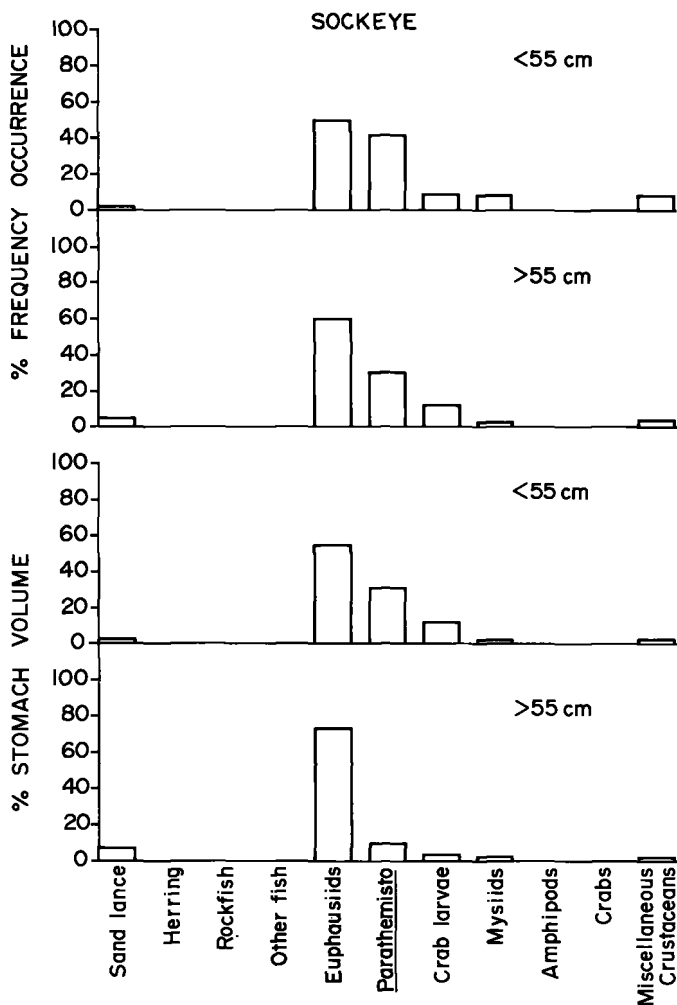 SOCKEYE
% FREQUENCY OCCURRENCE
100
80
60
40
20
0
<55 cm
100
80
60
40
20
0
>55 cm
% STOMACH VOLUME
100
80
60
40
20
0
<55 cm
100
80
60
40
20
0
>55 cm
Sand lance
Herring
Rockfish
Other fish
Euphausiids
Parathemisto
Crab larvae
Mysiids
Amphipods
Crabs
Miscellaneous
Crustaceans